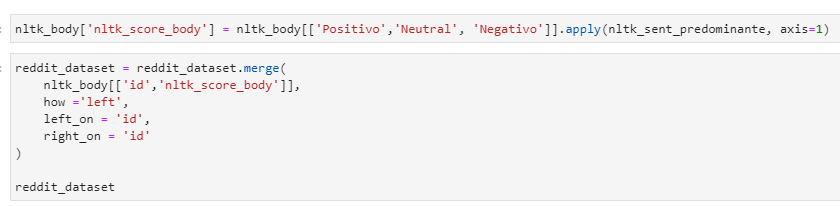 nltk_body['nltk_score_body'] = nltk_body[['Positivo','Neutral', 'Negativo']].apply(nltk_sent_predominante, axis=1)
reddit_dataset = reddit_dataset.merge(
    nltk_body[['id','nltk_score_body']],
    how ='left',
    left_on = 'id',
    right_on = 'id'
)
reddit_dataset